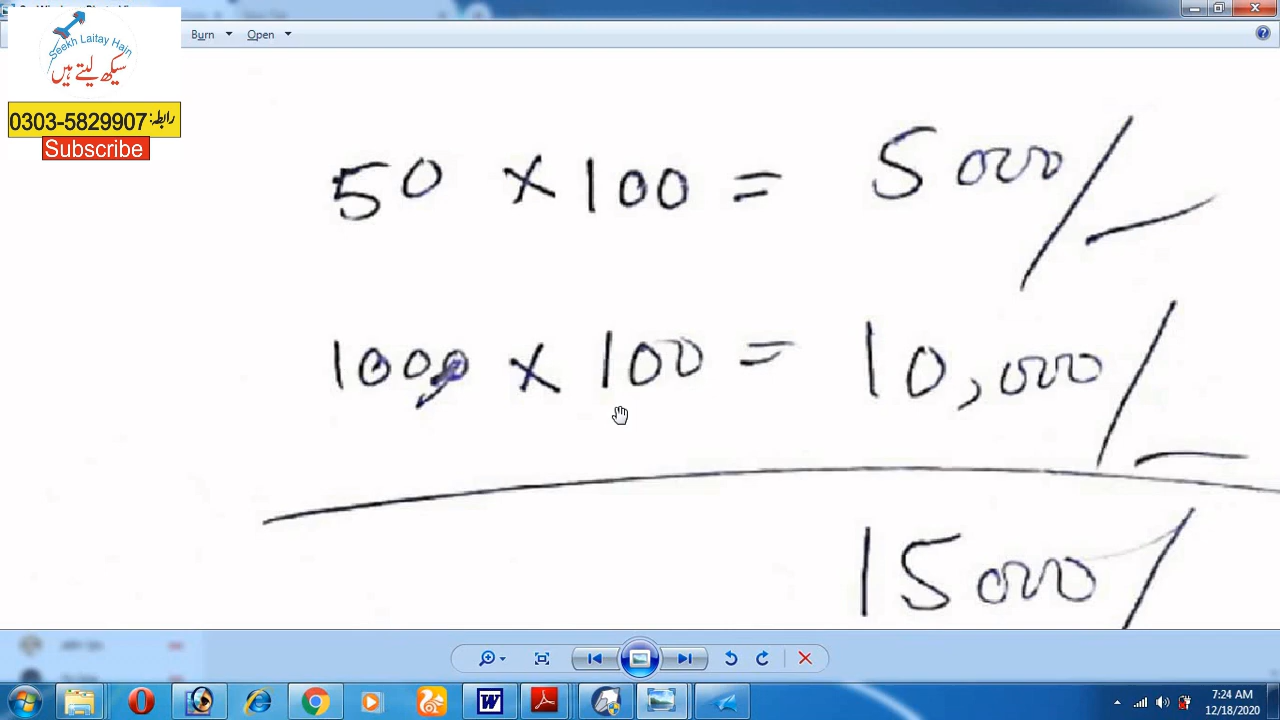 Burn Open
Seekh Laitay Hain
سیکھ لیتے ہیں
رابطہ: 0303-5829907
Subscribe
50 × 100 = 5000/_
100 × 100 = 10,000/_
15000/
7:24 AM
12/18/2020